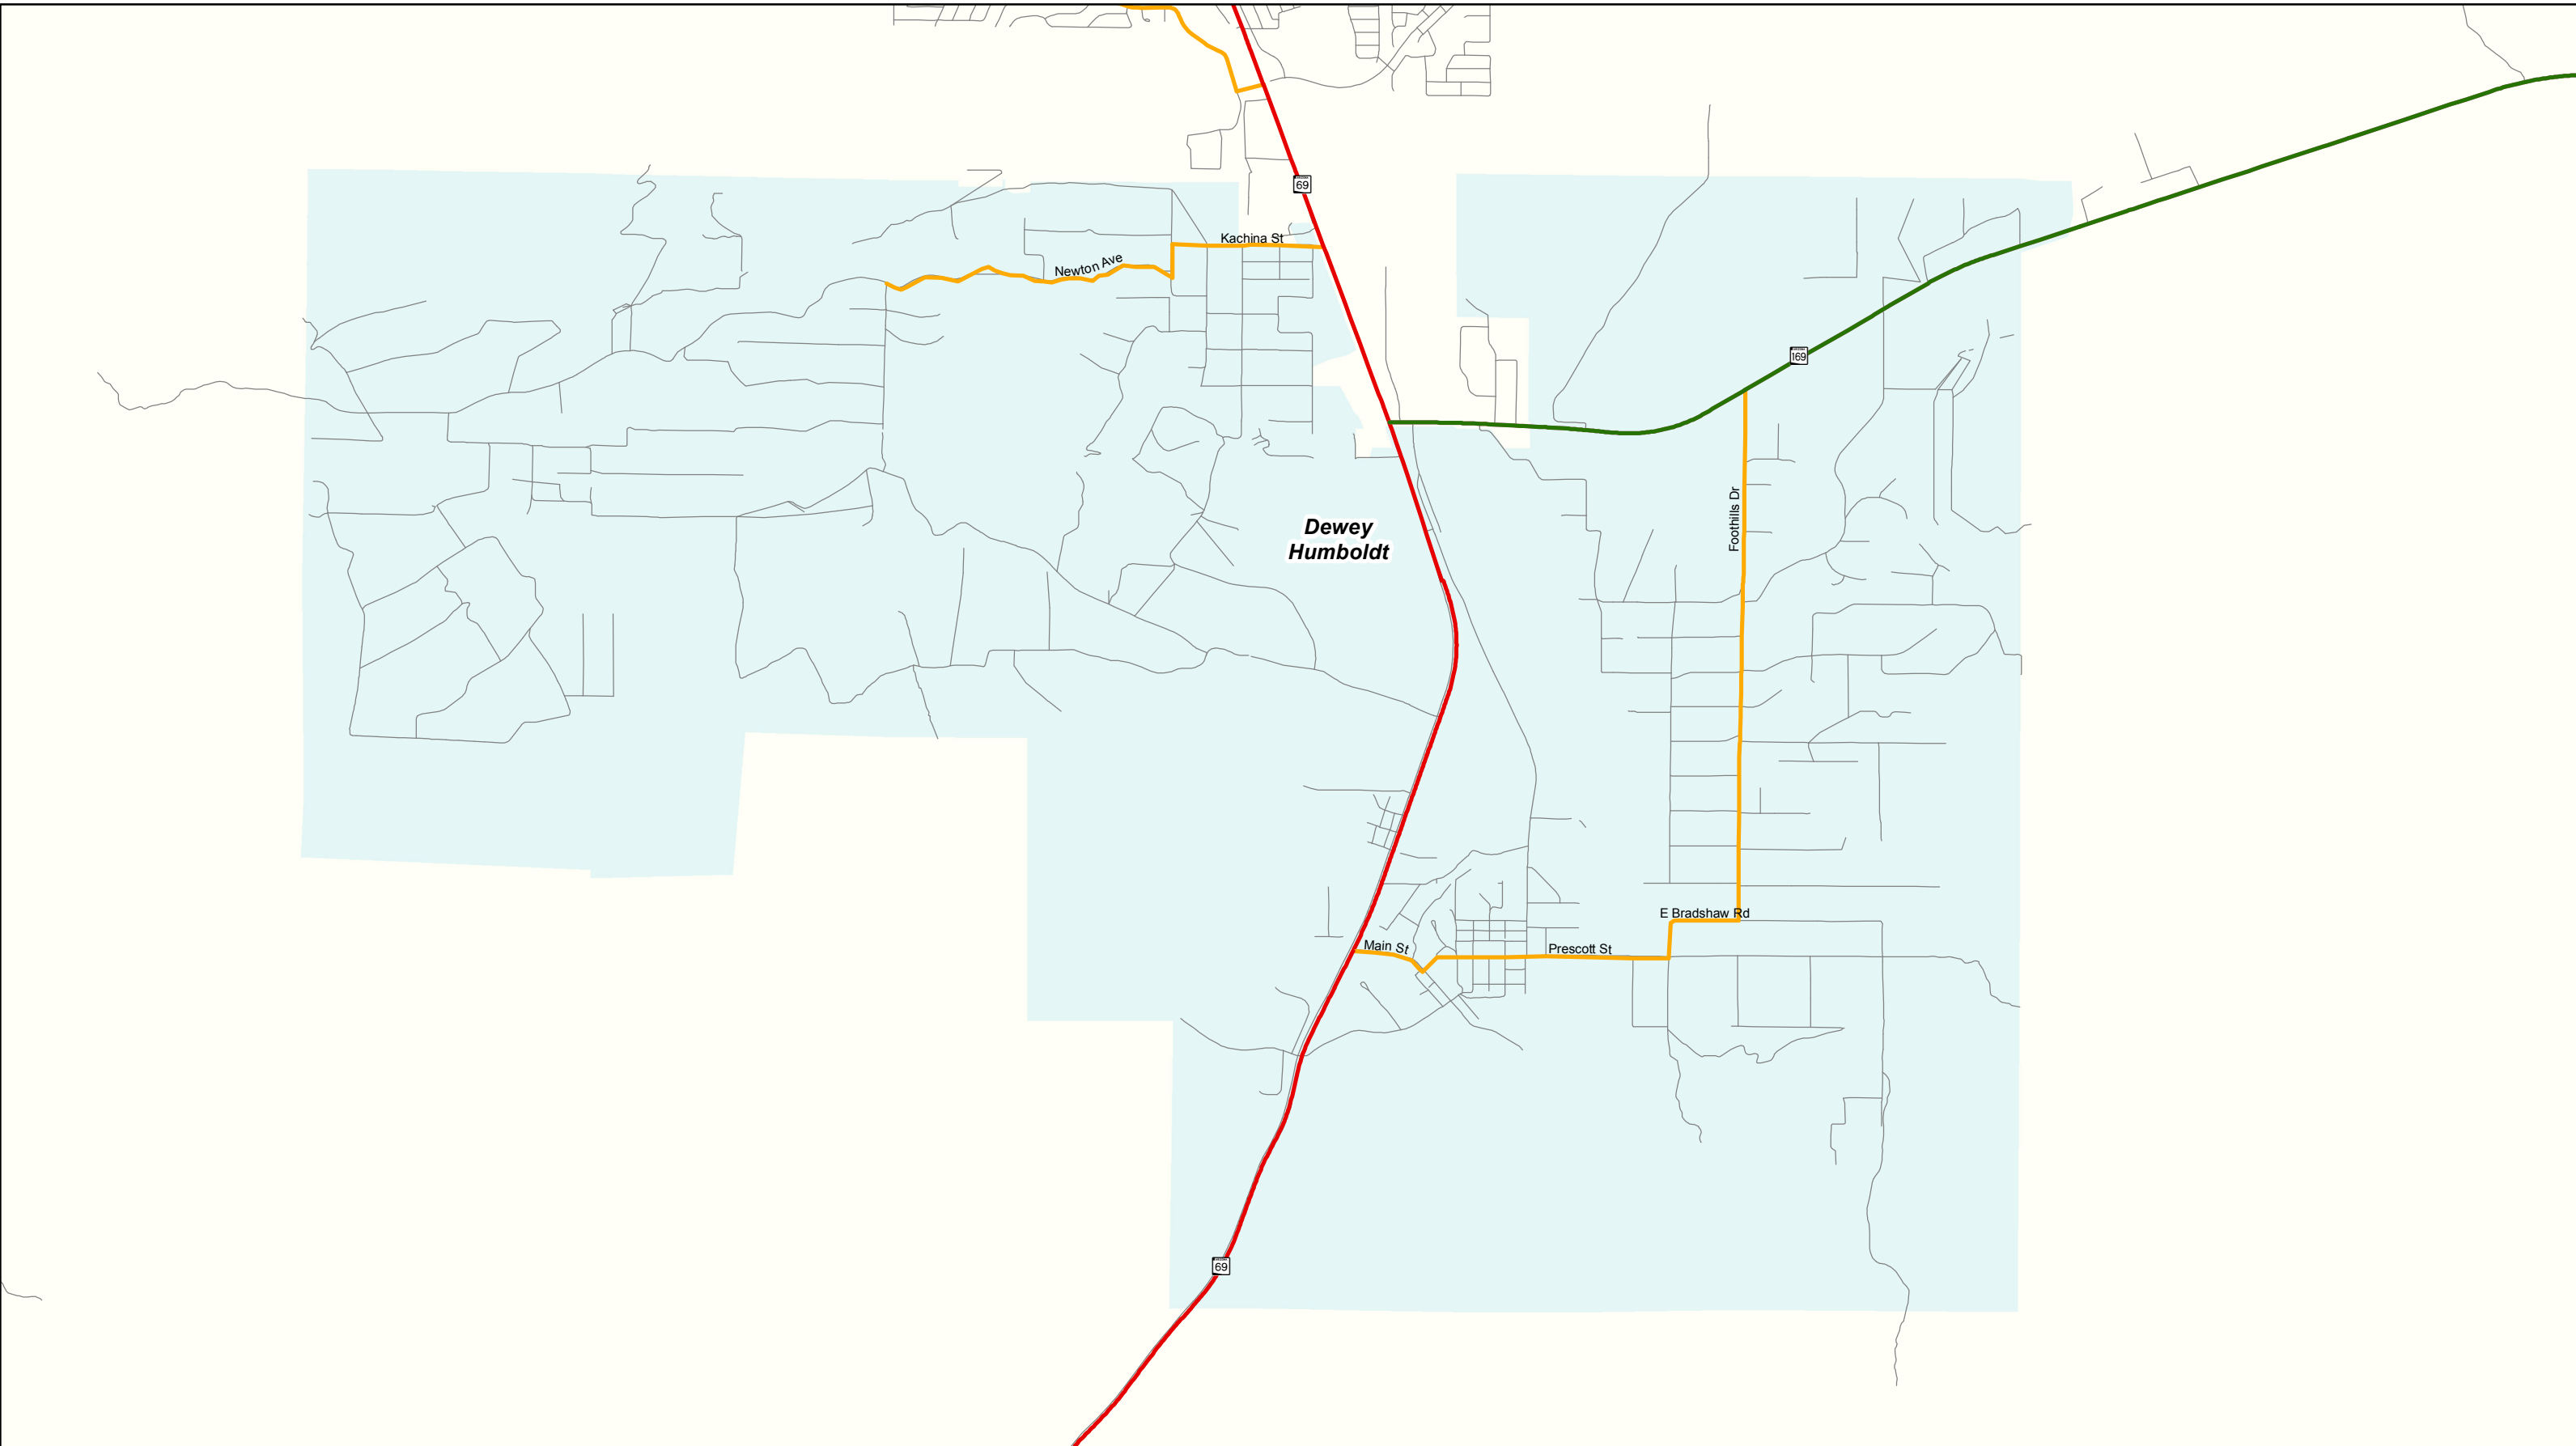 69
Kachina St
Newton Ave
169
Foothills Dr
Dewey
Humboldt
E Bradshaw Rd
Main St
Prescott St
69